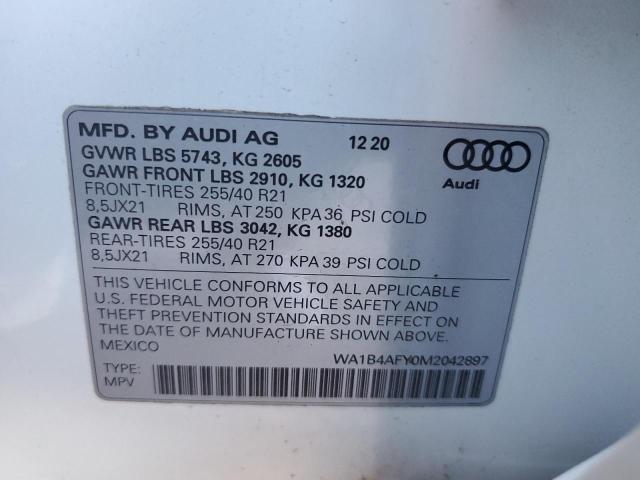 MFD. BY AUDI AG 12 20
GVWR LBS 5743, KG 2605
GAWR FRONT LBS 2910, KG 1320
FRONT-TIRES 255/40 R21
8,5JX21 RIMS, AT 250 KPA 36 PSI COLD
GAWR REAR LBS 3042, KG 1380
REAR-TIRES 255/40 R21
8,5JX21 RIMS, AT 270 KPA 39 PSI COLD
Audi
THIS VEHICLE CONFORMS TO ALL APPLICABLE
U.S. FEDERAL MOTOR VEHICLE SAFETY AND
THEFT PREVENTION STANDARDS IN EFFECT ON
THE DATE OF MANUFACTURE SHOWN ABOVE.
MEXICO
WA1B4AFY0M2042897
TYPE:
MPV